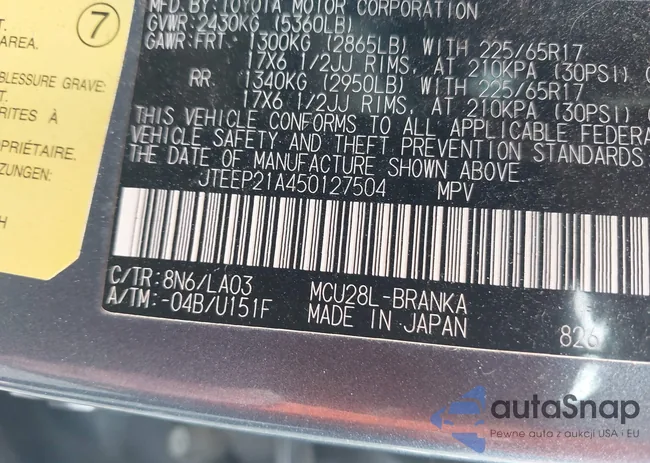 MFD. BY: TOYOTA MOTOR CORPORATION
GVWR: 2430KG (5360LB)
GAWR: FRT. 1300KG (2865LB) WITH 225/65R17
17X6 1/2JJ RIMS, AT 210KPA (30PSI)
RR 1340KG (2950LB) WITH 225/65R17
17X6 1/2JJ RIMS, AT 210KPA (30PSI)
THIS VEHICLE CONFORMS TO ALL APPLICABLE FEDERA
VEHICLE SAFETY AND THEFT PREVENTION STANDARDS
THE DATE OF MANUFACTURE SHOWN ABOVE
JTEEP21A450127504 MPV
C/TR: 8N6/LA03 MCU28L-BRANKA
A/TM: -04B/U151F MADE IN JAPAN 826
7
AREA.
BLESSURE GRAVE:
RITES À
PRIÉTAIRE.
ZUNGEN:
autaSnap
Pewne auto z aukcji USA i EU